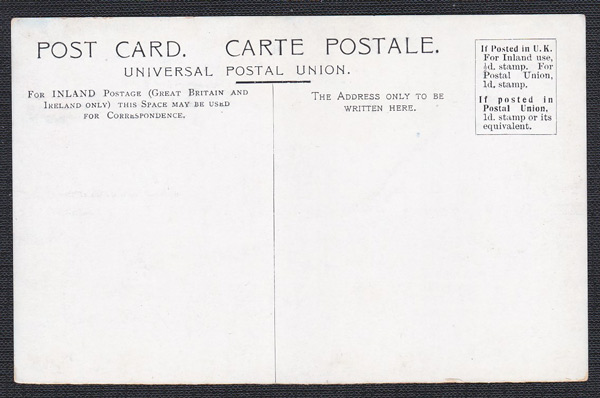 POST CARD. CARTE POSTALE.
UNIVERSAL POSTAL UNION.
FOR INLAND POSTAGE (GREAT BRITAIN AND
IRELAND ONLY) THIS SPACE MAY BE USED
FOR CORRESPONDENCE.
THE ADDRESS ONLY TO BE
WRITTEN HERE.
If Posted in U.K.
For Inland use,
½d. stamp. For
Postal Union,
1d. stamp.
If posted in
Postal Union,
1d. stamp or its
equivalent.